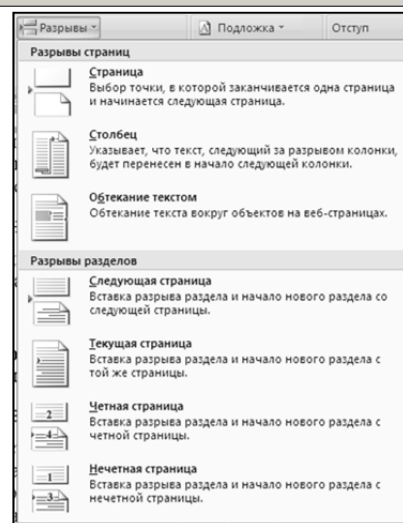 Разрывы Подложка Отступ
Разрывы страниц
Страница
Выбор точки, в которой заканчивается одна страница
и начинается следующая страница.
Столбец
Указывает, что текст, следующий за разрывом колонки,
будет перенесен в начало следующей колонки.
Обтекание текстом
Обтекание текста вокруг объектов на веб-страницах.
Разрывы разделов
Следующая страница
Вставка разрыва раздела и начало нового раздела со
следующей страницы.
Текущая страница
Вставка разрыва раздела и начало нового раздела с
той же страницы.
Четная страница
Вставка разрыва раздела и начало нового раздела с
четной страницы.
Нечетная страница
Вставка разрыва раздела и начало нового раздела с
нечетной страницы.